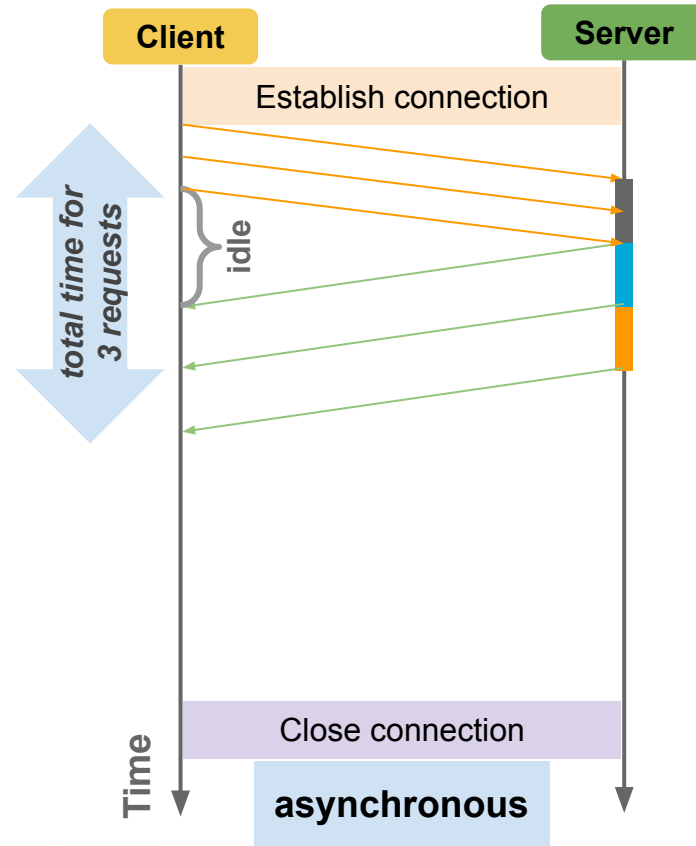 Client
Server
Establish connection
total time for
3 requests
idle
Close connection
Time
asynchronous